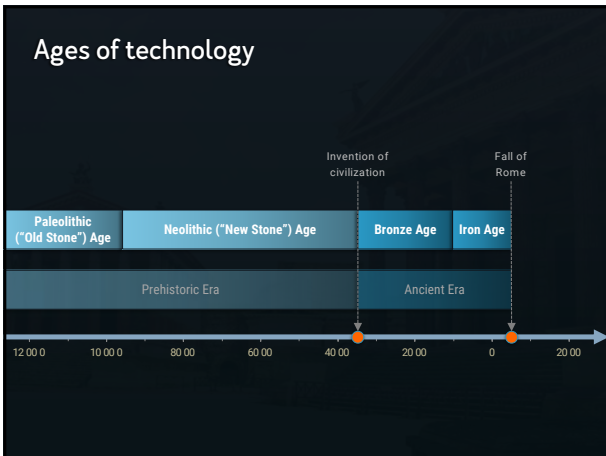 Ages of technology
Invention of
civilization
Fall of
Rome
Paleolithic
(“Old Stone”) Age
Neolithic (“New Stone”) Age
Bronze Age
Iron Age
Prehistoric Era
Ancient Era
12 00 0
10 00 0
80 00
60 00
40 00
20 00
0
20 00